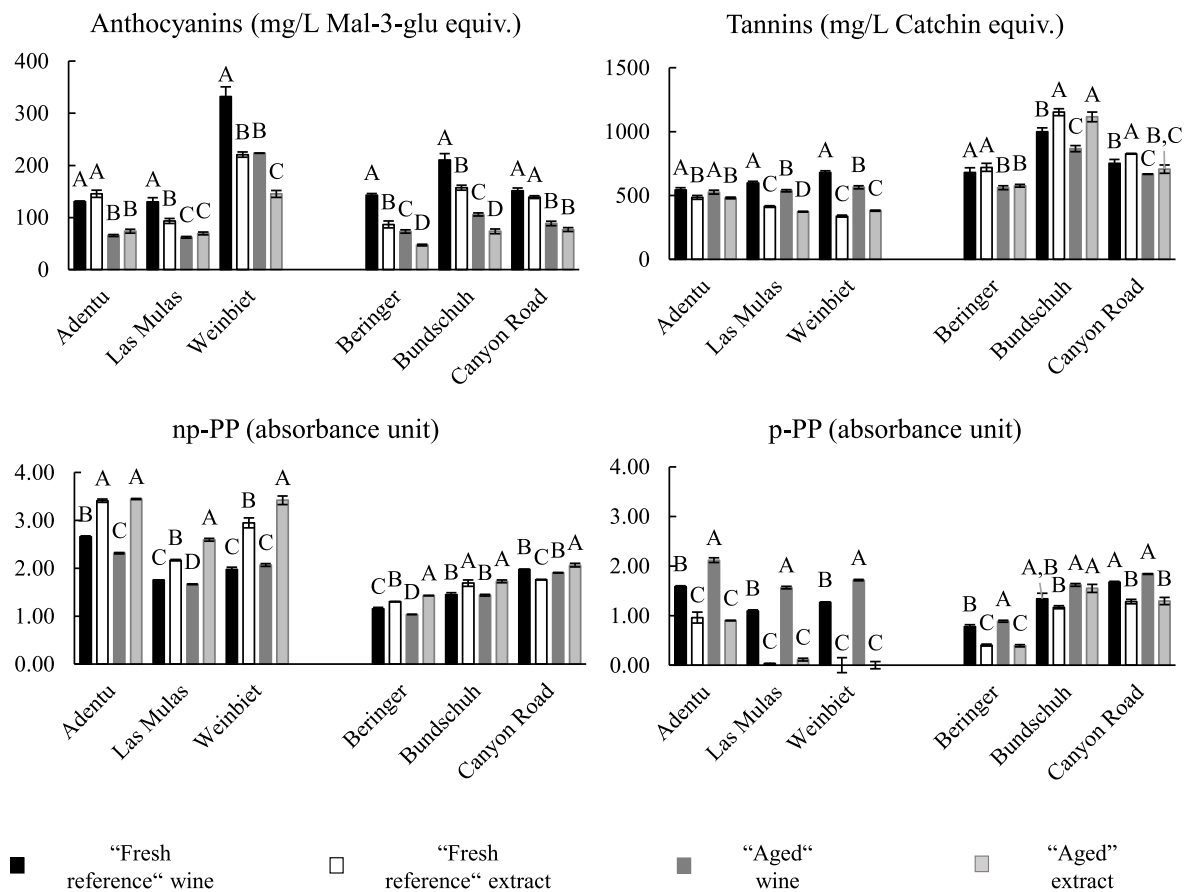 Anthocyanins (mg/L Mal-3-glu equiv.)
400
300
200
100
0
A A B B
A B C C
A B B C
A B C D
A B C D
A A B B
Adentu
Las Mulas
Weinbiet
Beringer
Bundschuh
Canyon Road
Tannins (mg/L Catchin equiv.)
1500
1000
500
0
A B A B
A C B D
A C B C
A A B B
B A C A
B A C B,C
Adentu
Las Mulas
Weinbiet
Beringer
Bundschuh
Canyon Road
np-PP (absorbance unit)
4.00
3.00
2.00
1.00
0.00
B A C A
C B D A
C B C A
C B D A
B A B A
B C B A
Adentu
Las Mulas
Weinbiet
Beringer
Bundschuh
Canyon Road
p-PP (absorbance unit)
4.00
3.00
2.00
1.00
0.00
B C A C
B C A C
B C A C
B C A C
A,B B A A
A B A B
Adentu
Las Mulas
Weinbiet
Beringer
Bundschuh
Canyon Road
“Fresh
reference“ wine
“Fresh
reference“ extract
“Aged“
wine
“Aged”
extract